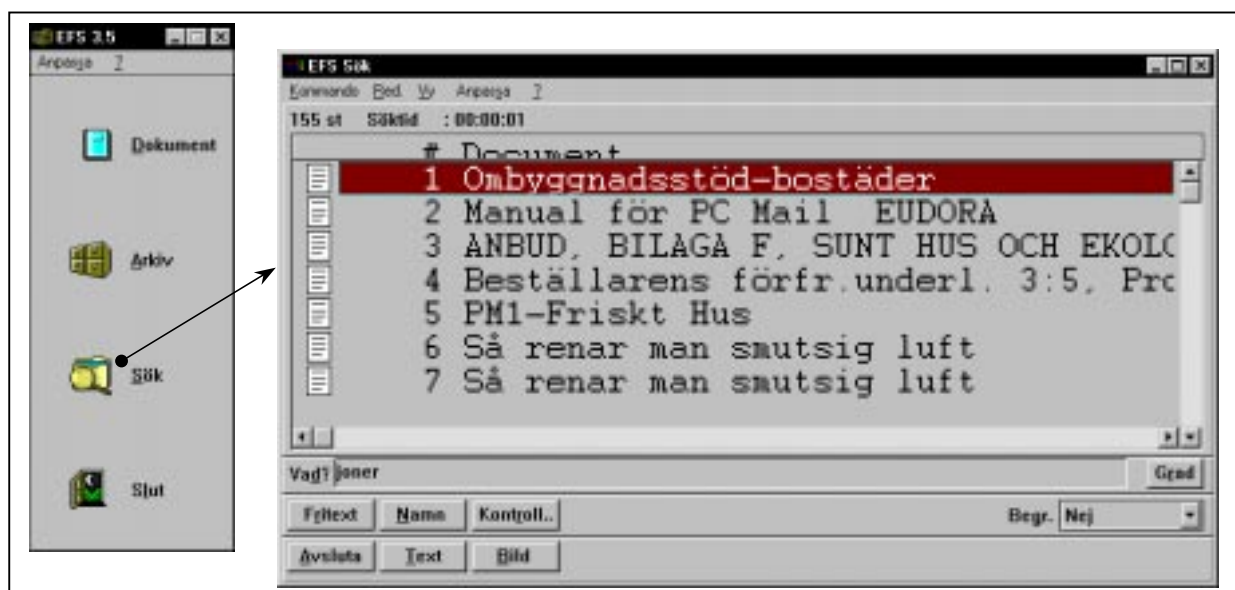 EFS 3.5
Anpassa ?
Dokument
Arkiv
Sök
Slut
EFS Sök
Kommando Red. Vy Anpassa ?
155 st Söktid : 00:00:01
# Document
1 Ombyggnadsstöd-bostäder
2 Manual för PC Mail EUDORA
3 ANBUD, BILAGA F, SUNT HUS OCH EKOLO
4 Beställarens förfr.underl. 3:5, Pro
5 PM1-Friskt Hus
6 Så renar man smutsig luft
7 Så renar man smutsig luft
Vad? joner
Grad
Fritext Namn Kontroll.. Begr. Nej
Avsluta Text Bild